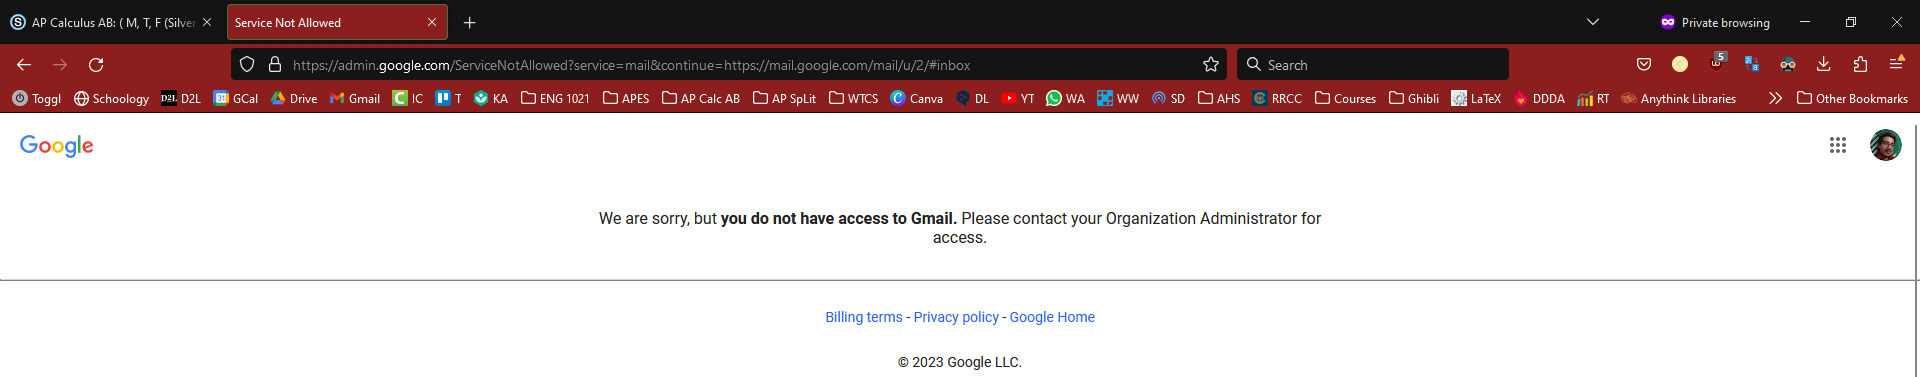 AP Calculus AB: ( M, T, F (Silver
Service Not Allowed
Private browsing
https://admin.google.com/ServiceNotAllowed?service=mail&continue=https://mail.google.com/mail/u/2/#inbox
Search
5
Toggl Schoology D2L D2L GCal Drive Gmail IC T KA ENG 1021 APES AP Calc AB AP SpLit WTCS Canva DL YT WA WW SD AHS RRCC Courses Ghibli LaTeX DDDA RT Anythink Libraries Other Bookmarks
Google
We are sorry, but you do not have access to Gmail. Please contact your Organization Administrator for
access.
Billing terms - Privacy policy - Google Home
© 2023 Google LLC.